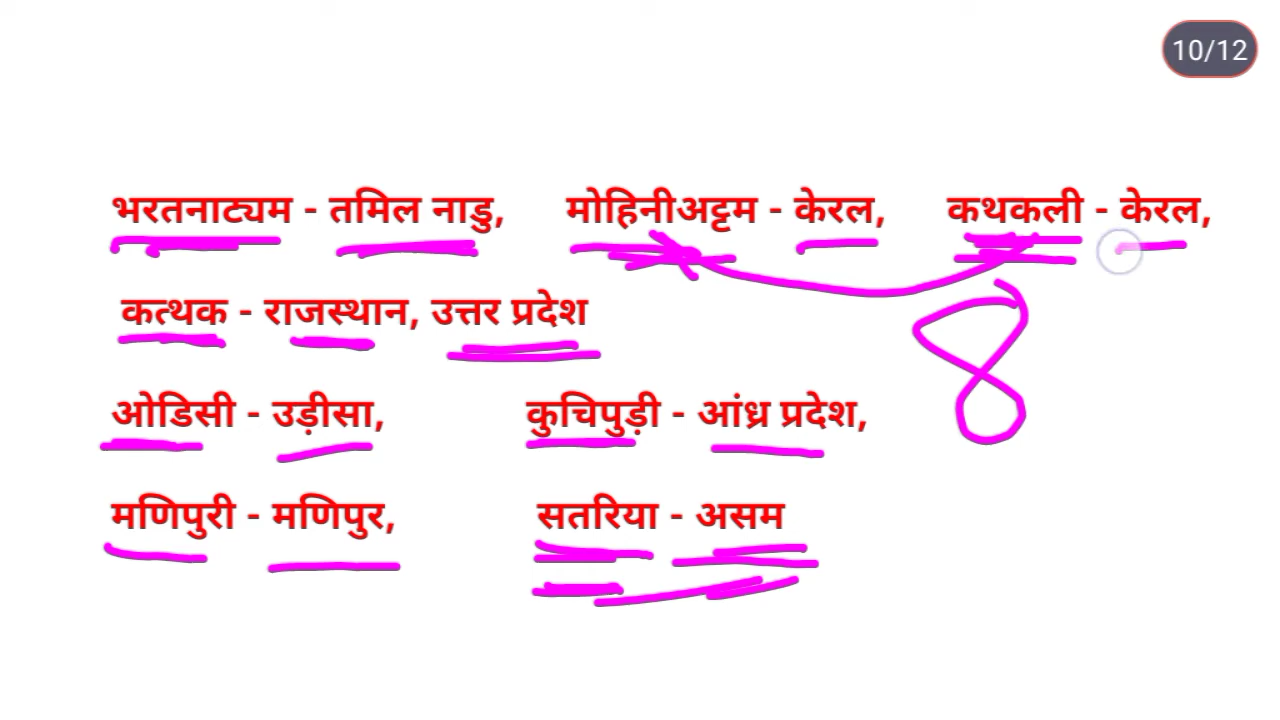 10/12
भरतनाट्यम - तमिल नाडु, मोहिनीअट्टम - केरल, कथकली - केरल,
कत्थक - राजस्थान, उत्तर प्रदेश
8
ओडिसी - उड़ीसा, कुचिपुड़ी - आंध्र प्रदेश,
मणिपुरी - मणिपुर, सतरिया - असम